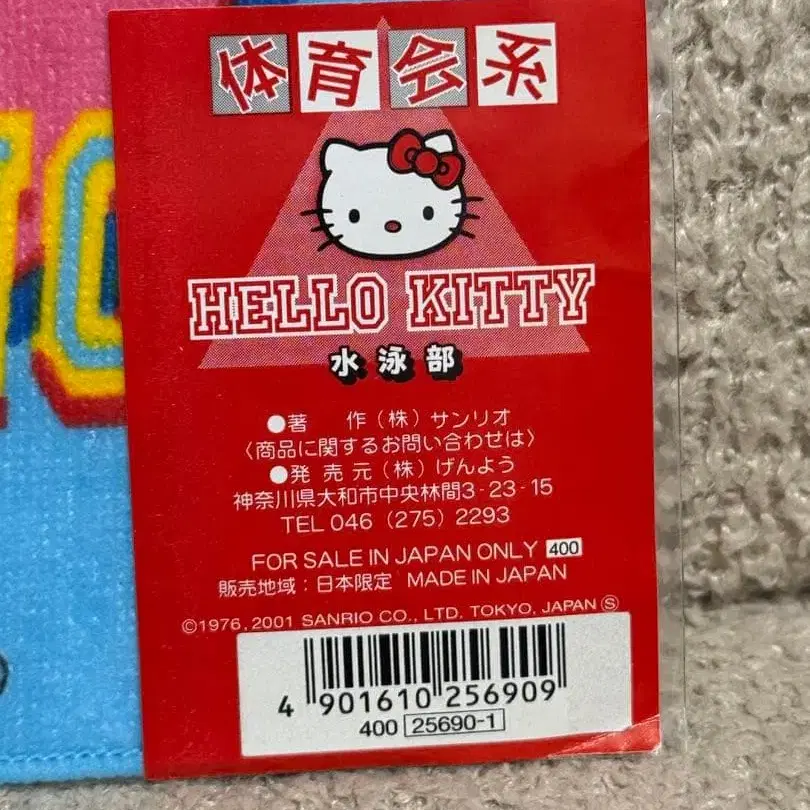 体育会系
HELLO KITTY
水泳部
●著 作（株）サンリオ
〈商品に関するお問い合わせは〉
●発 売 元（株）げんよう
神奈川県大和市中央林間3-23-15
TEL 046（275）2293
FOR SALE IN JAPAN ONLY 400
販売地域：日本限定 MADE IN JAPAN
©1976, 2001 SANRIO CO., LTD. TOKYO, JAPAN Ⓢ
4 901610 256909
400 25690-1